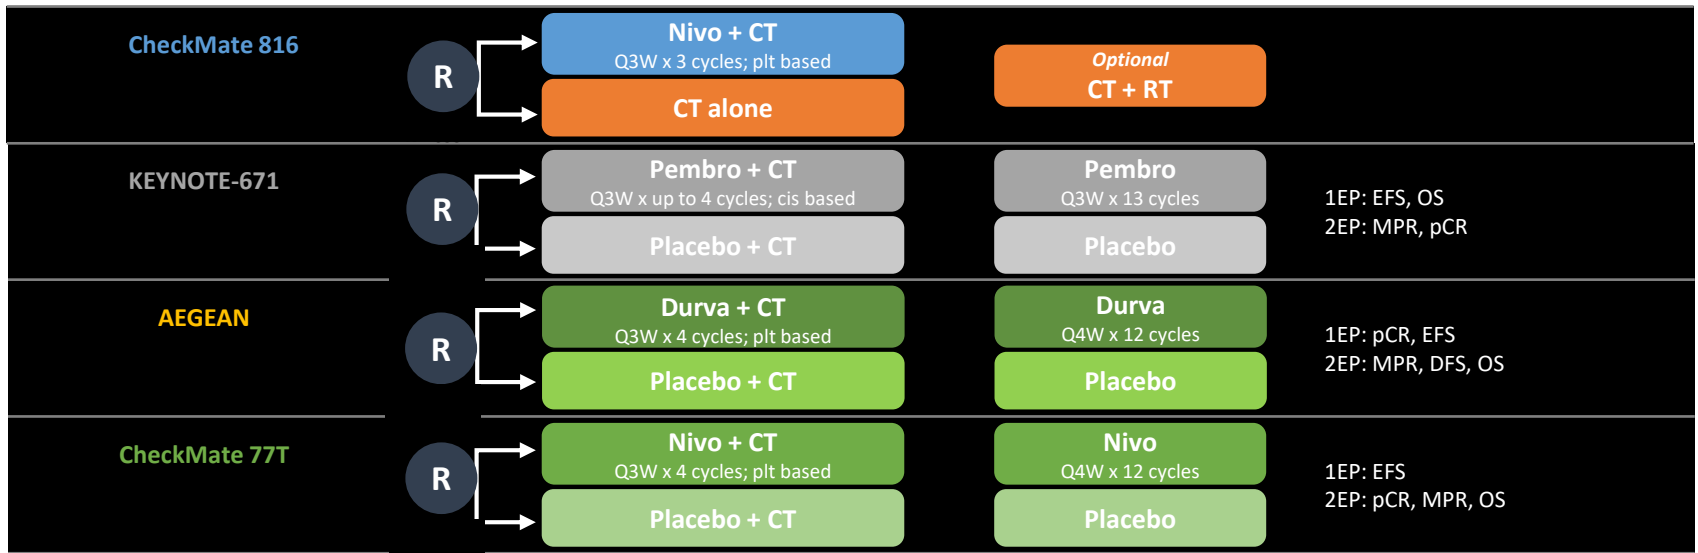 CheckMate 816
R
Nivo + CT
Q3W x 3 cycles; plt based
CT alone
Optional
CT + RT
KEYNOTE-671
R
Pembro + CT
Q3W x up to 4 cycles; cis based
Placebo + CT
Pembro
Q3W x 13 cycles
Placebo
1EP: EFS, OS
2EP: MPR, pCR
AEGEAN
R
Durva + CT
Q3W x 4 cycles; plt based
Placebo + CT
Durva
Q4W x 12 cycles
Placebo
1EP: pCR, EFS
2EP: MPR, DFS, OS
CheckMate 77T
R
Nivo + CT
Q3W x 4 cycles; plt based
Placebo + CT
Nivo
Q4W x 12 cycles
Placebo
1EP: EFS
2EP: pCR, MPR, OS